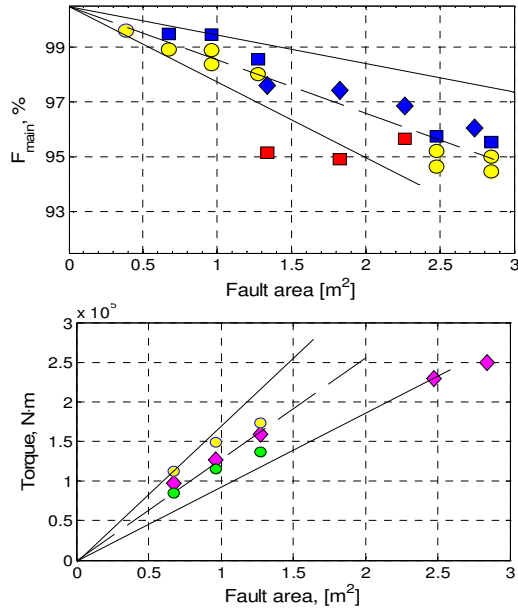 99
97
95
93
F_main, %
0 0.5 1 1.5 2 2.5 3
Fault area [m²]
x 10⁵
3
2.5
2
1.5
1
0.5
0
Torque, N·m
0 0.5 1 1.5 2 2.5 3
Fault area, [m²]